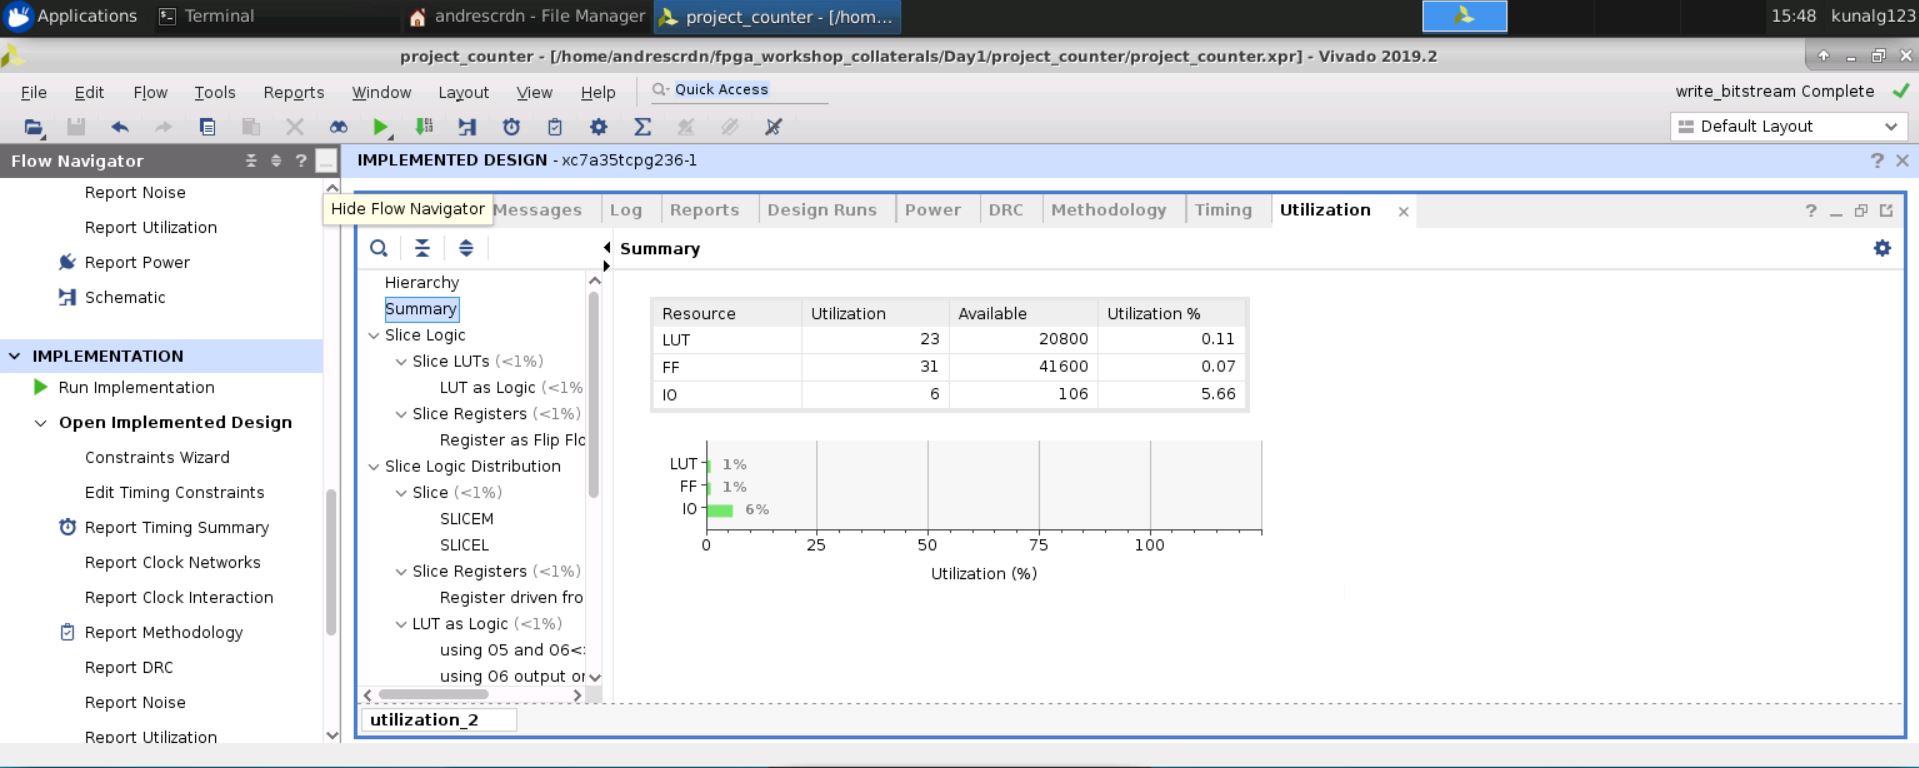 Applications Terminal andrescrdn - File Manager project_counter - [/hom... 15:48 kunalg123
project_counter - [/home/andrescrdn/fpga_workshop_collaterals/Day1/project_counter/project_counter.xpr] - Vivado 2019.2
File Edit Flow Tools Reports Window Layout View Help Quick Access write_bitstream Complete
Default Layout
Flow Navigator ? IMPLEMENTED DESIGN - xc7a35tcpg236-1 ?
Report Noise
Report Utilization
Report Power
Schematic
IMPLEMENTATION
Run Implementation
Open Implemented Design
Constraints Wizard
Edit Timing Constraints
Report Timing Summary
Report Clock Networks
Report Clock Interaction
Report Methodology
Report DRC
Report Noise
Report Utilization
Hide Flow Navigator
Messages Log Reports Design Runs Power DRC Methodology Timing Utilization ?
Hierarchy
Summary
Slice Logic
Slice LUTs (<1%)
LUT as Logic (<1%
Slice Registers (<1%)
Register as Flip Flo
Slice Logic Distribution
Slice (<1%)
SLICEM
SLICEL
Slice Registers (<1%)
Register driven fro
LUT as Logic (<1%)
using O5 and O6<
using O6 output or
Summary
Resource Utilization Available Utilization %
LUT 23 20800 0.11
FF 31 41600 0.07
IO 6 106 5.66
LUT 1%
FF 1%
IO 6%
0 25 50 75 100
Utilization (%)
utilization_2